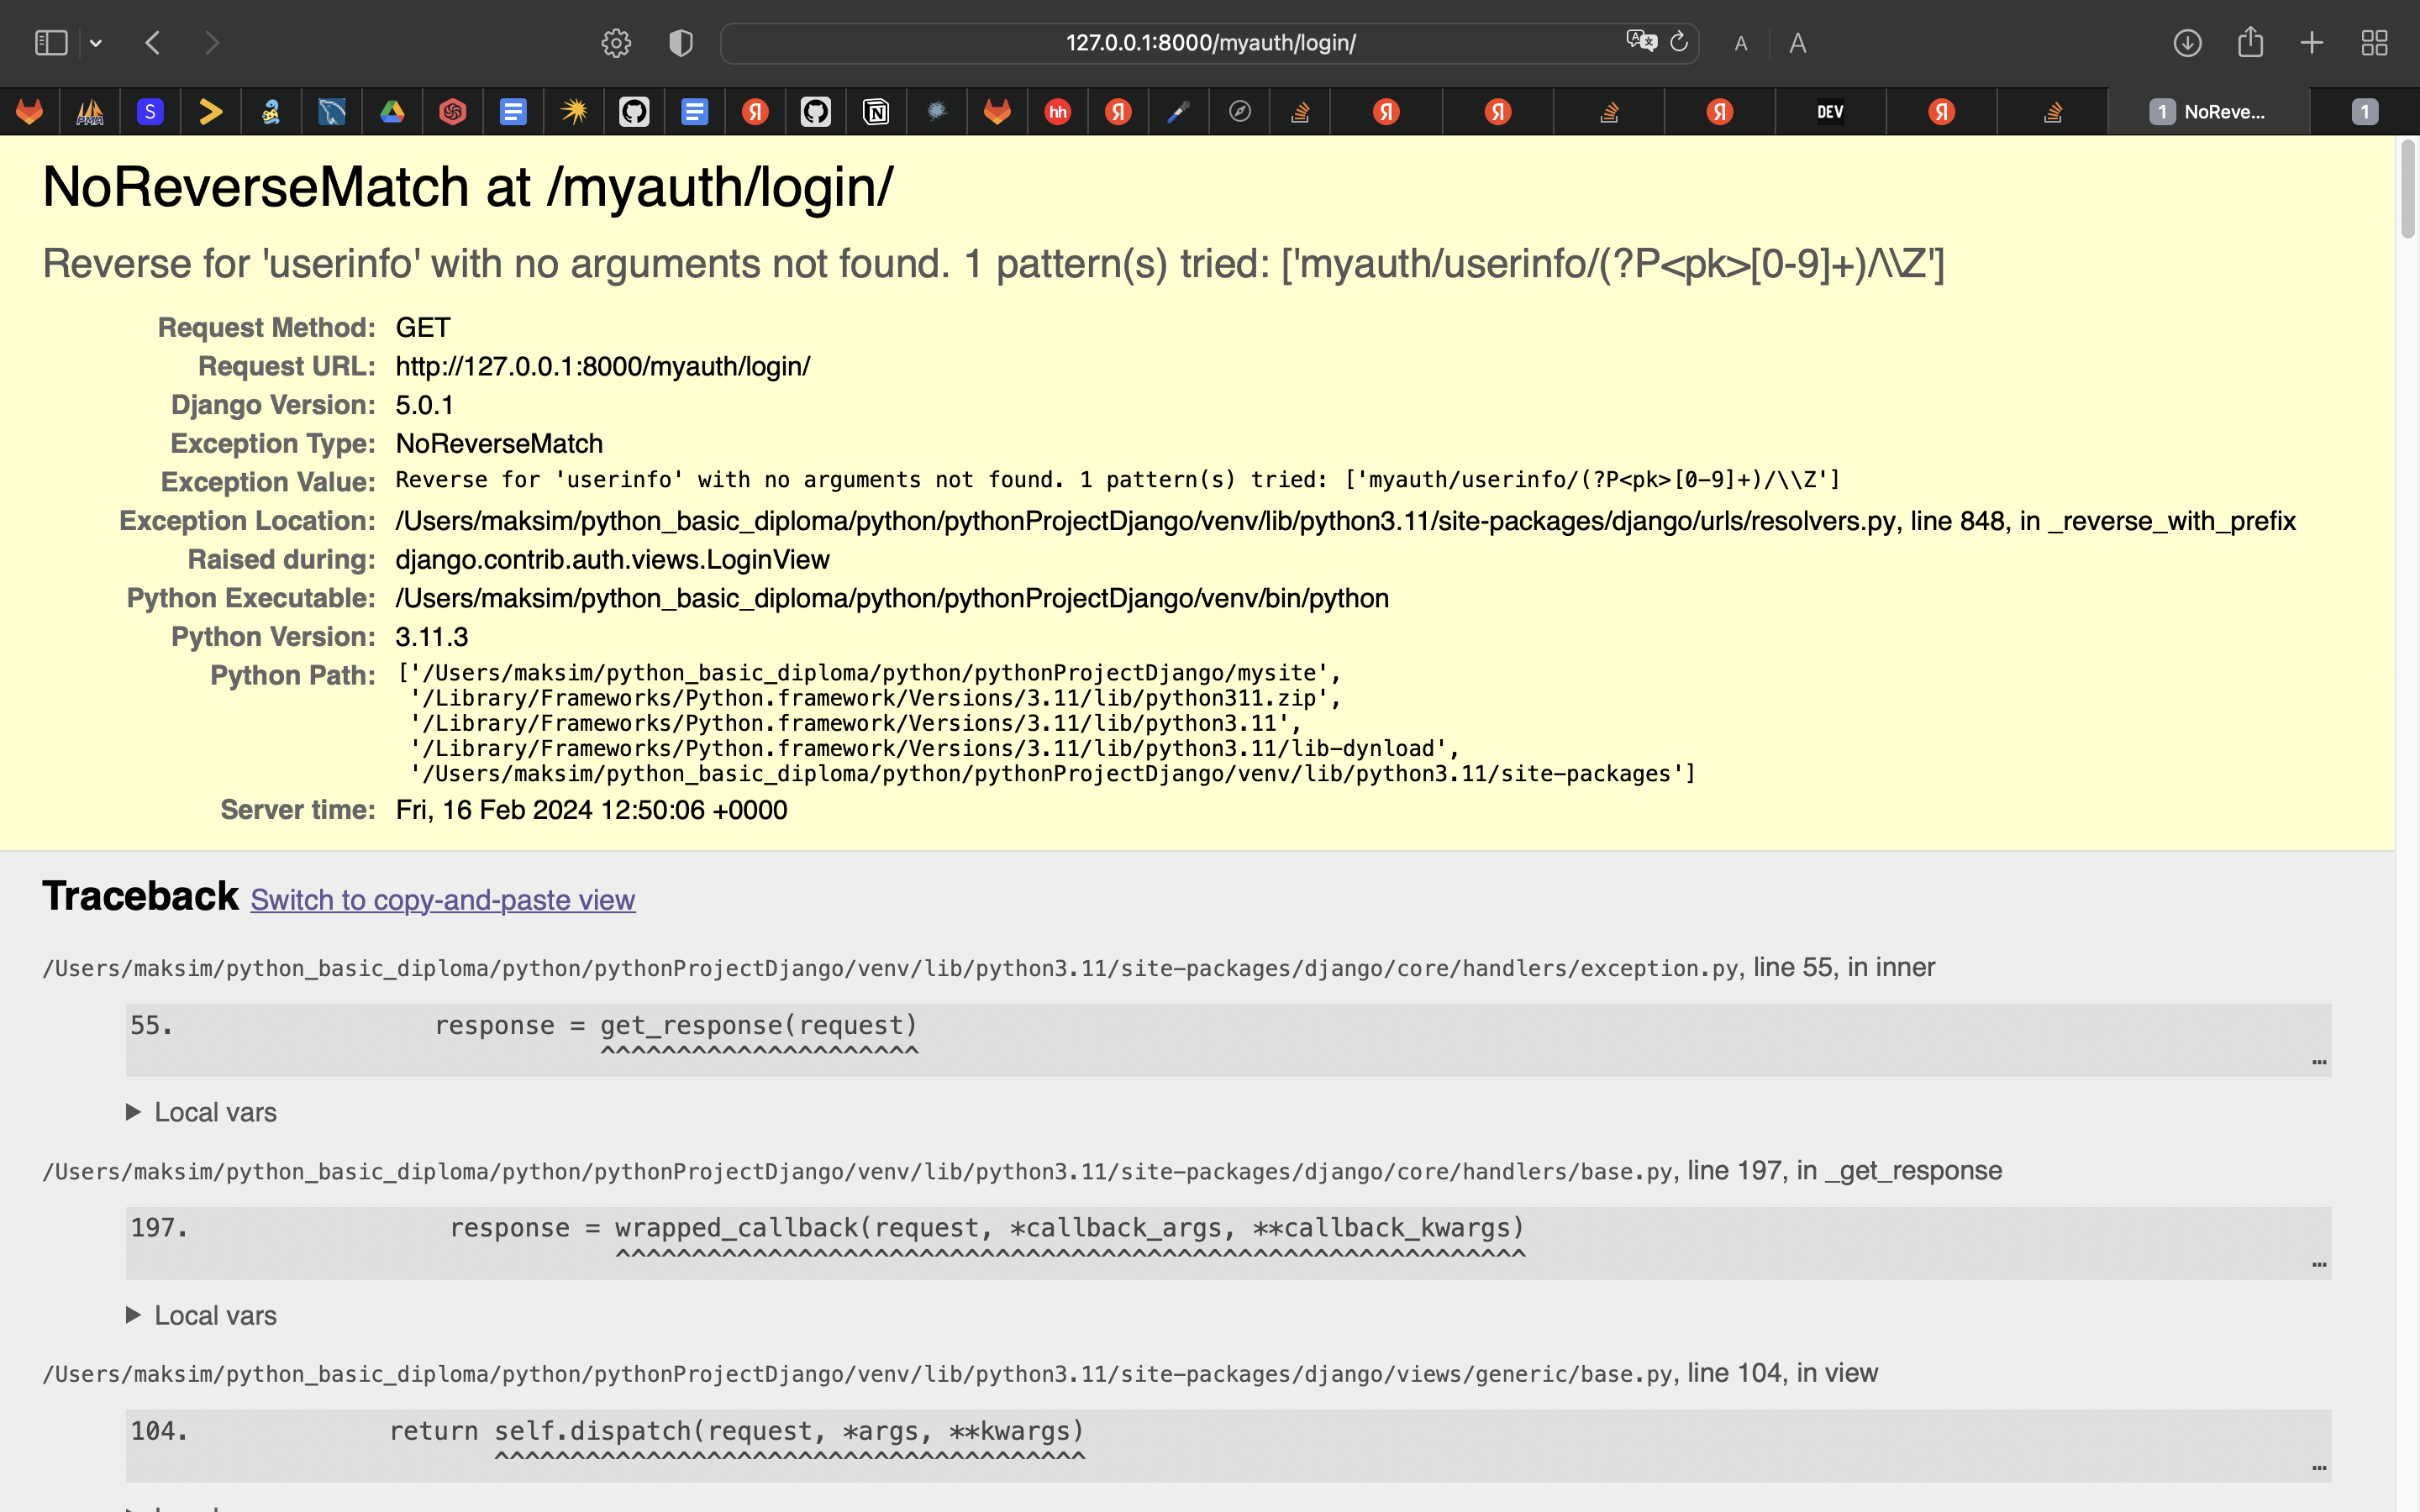 127.0.0.1:8000/myauth/login/
A A
PMA S Я N hh Я Я Я Я DEV Я 1 NoReve... 1
NoReverseMatch at /myauth/login/
Reverse for 'userinfo' with no arguments not found. 1 pattern(s) tried: ['myauth/userinfo/(?P<pk>[0-9]+)/\\Z']
Request Method: GET
Request URL: http://127.0.0.1:8000/myauth/login/
Django Version: 5.0.1
Exception Type: NoReverseMatch
Exception Value: Reverse for 'userinfo' with no arguments not found. 1 pattern(s) tried: ['myauth/userinfo/(?P<pk>[0-9]+)/\\Z']
Exception Location: /Users/maksim/python_basic_diploma/python/pythonProjectDjango/venv/lib/python3.11/site-packages/django/urls/resolvers.py, line 848, in _reverse_with_prefix
Raised during: django.contrib.auth.views.LoginView
Python Executable: /Users/maksim/python_basic_diploma/python/pythonProjectDjango/venv/bin/python
Python Version: 3.11.3
Python Path: ['/Users/maksim/python_basic_diploma/python/pythonProjectDjango/mysite',
'/Library/Frameworks/Python.framework/Versions/3.11/lib/python311.zip',
'/Library/Frameworks/Python.framework/Versions/3.11/lib/python3.11',
'/Library/Frameworks/Python.framework/Versions/3.11/lib/python3.11/lib-dynload',
'/Users/maksim/python_basic_diploma/python/pythonProjectDjango/venv/lib/python3.11/site-packages']
Server time: Fri, 16 Feb 2024 12:50:06 +0000
Traceback Switch to copy-and-paste view
/Users/maksim/python_basic_diploma/python/pythonProjectDjango/venv/lib/python3.11/site-packages/django/core/handlers/exception.py, line 55, in inner
55. response = get_response(request)
^^^^^^^^^^^^^^^^^^^^^
…
Local vars
/Users/maksim/python_basic_diploma/python/pythonProjectDjango/venv/lib/python3.11/site-packages/django/core/handlers/base.py, line 197, in _get_response
197. response = wrapped_callback(request, *callback_args, **callback_kwargs)
^^^^^^^^^^^^^^^^^^^^^^^^^^^^^^^^^^^^^^^^^^^^^^^^^^^^^^^^^^^^
…
Local vars
/Users/maksim/python_basic_diploma/python/pythonProjectDjango/venv/lib/python3.11/site-packages/django/views/generic/base.py, line 104, in view
104. return self.dispatch(request, *args, **kwargs)
^^^^^^^^^^^^^^^^^^^^^^^^^^^^^^^^^^^^^^^
…